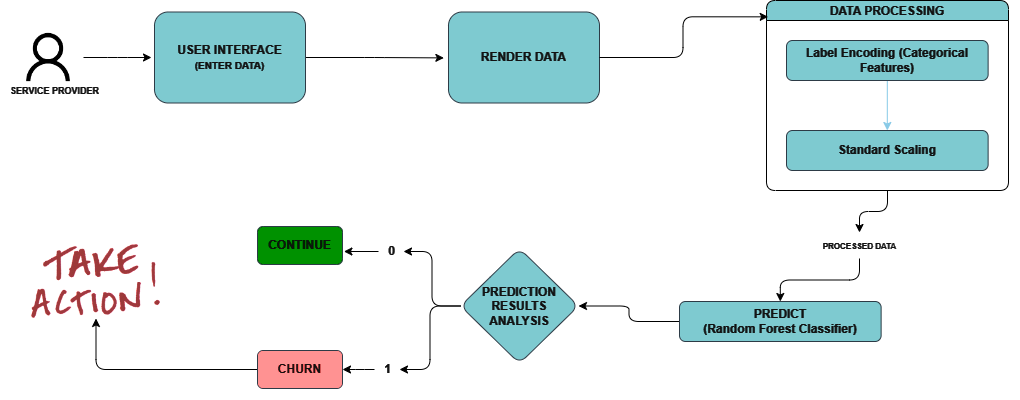 SERVICE PROVIDER
USER INTERFACE
(ENTER DATA)
RENDER DATA
DATA PROCESSING
Label Encoding (Categorical
Features)
Standard Scaling
PROCESSED DATA
PREDICT
(Random Forest Classifier)
PREDICTION
RESULTS
ANALYSIS
0
CONTINUE
1
CHURN
TAKE
ACTION!